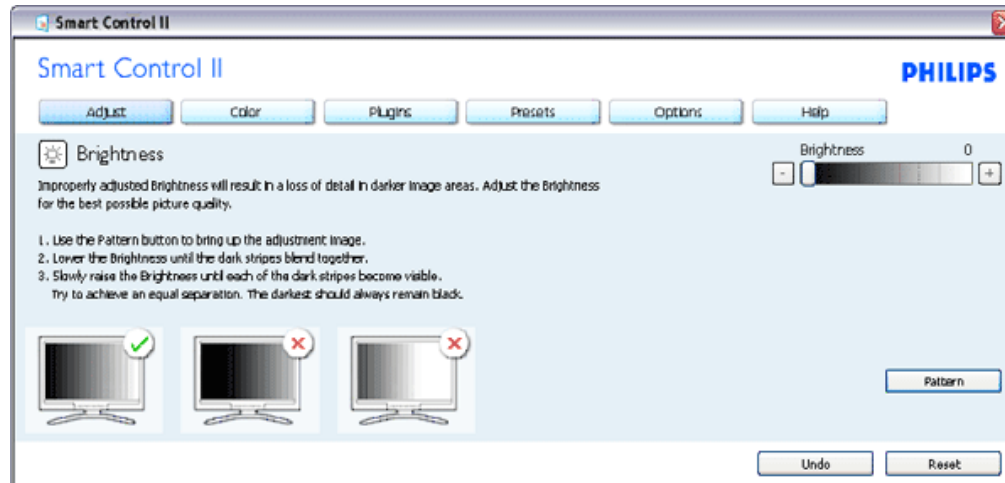 Smart Control II
Smart Control II
PHILIPS
Adjust Color Plugins Presets Options Help
Brightness
Brightness 0
- +
Improperly adjusted Brightness will result in a loss of detail in darker image areas. Adjust the Brightness
for the best possible picture quality.
1. Use the Pattern button to bring up the adjustment image.
2. Lower the Brightness until the dark stripes blend together.
3. Slowly raise the Brightness until each of the dark stripes become visible.
Try to achieve an equal separation. The darkest should always remain black.
Pattern
Undo Reset